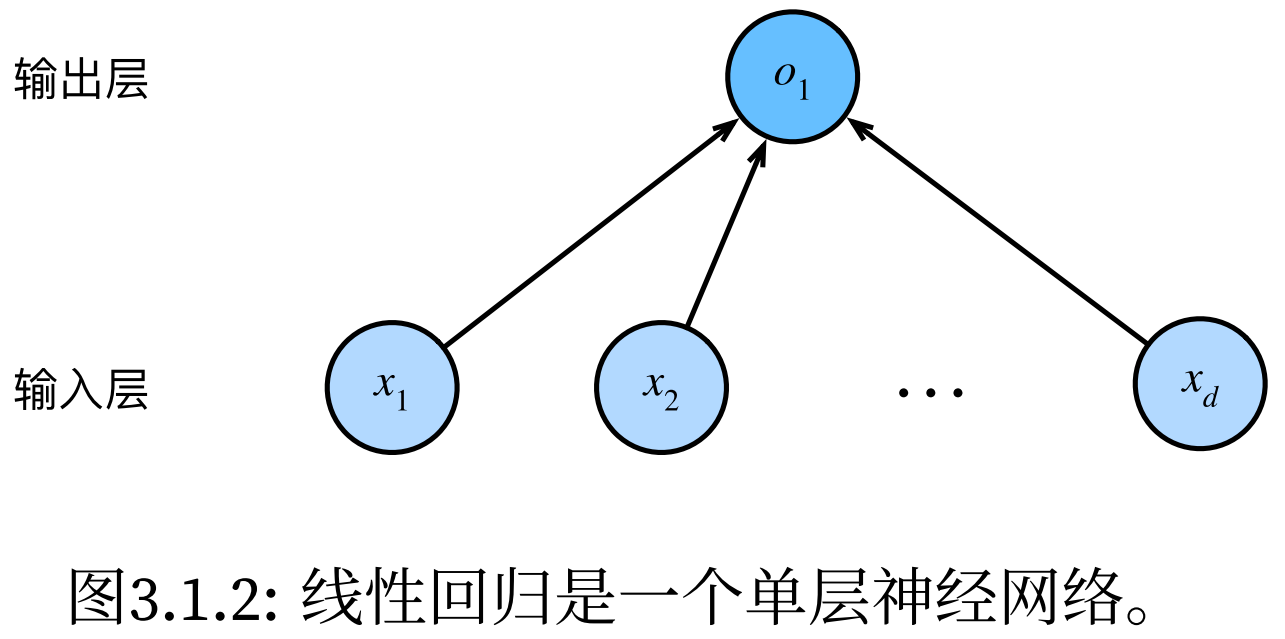 输出层
o1
输入层
x1 x2 ... xd
图3.1.2: 线性回归是一个单层神经网络。